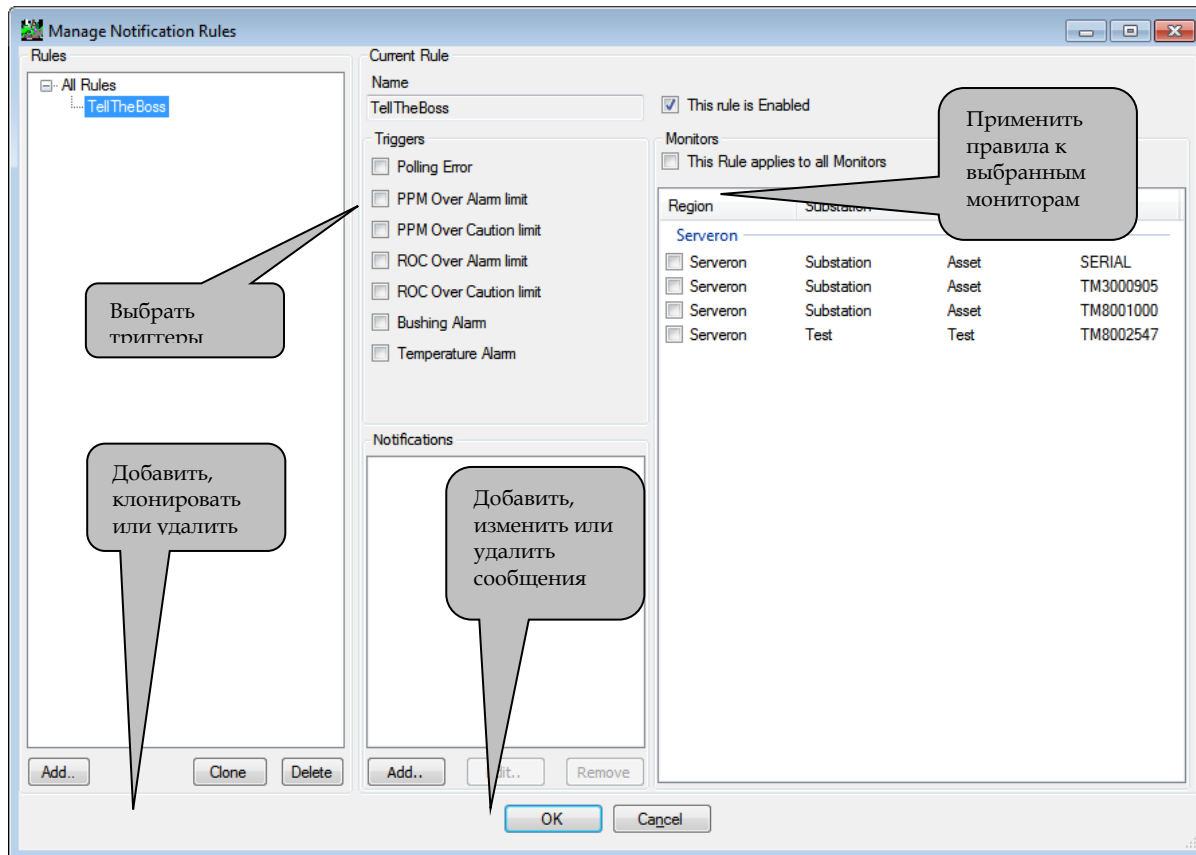 Manage Notification Rules
Rules
All Rules
TellTheBoss
Add..
Clone
Delete
Current Rule
Name
TellTheBoss
This rule is Enabled
Triggers
Polling Error
PPM Over Alarm limit
PPM Over Caution limit
ROC Over Alarm limit
ROC Over Caution limit
Bushing Alarm
Temperature Alarm
Notifications
Add..
Remove
Monitors
This Rule applies to all Monitors
Region Substation
Serveron
Serveron Substation Asset SERIAL
Serveron Substation Asset TM3000905
Serveron Substation Asset TM8001000
Serveron Test Test TM8002547
OK
Cancel
Применить
правила к
выбранным
мониторам
Выбрать
триггеры
Добавить,
клонировать
или удалить
Добавить,
изменить или
удалить
сообщения